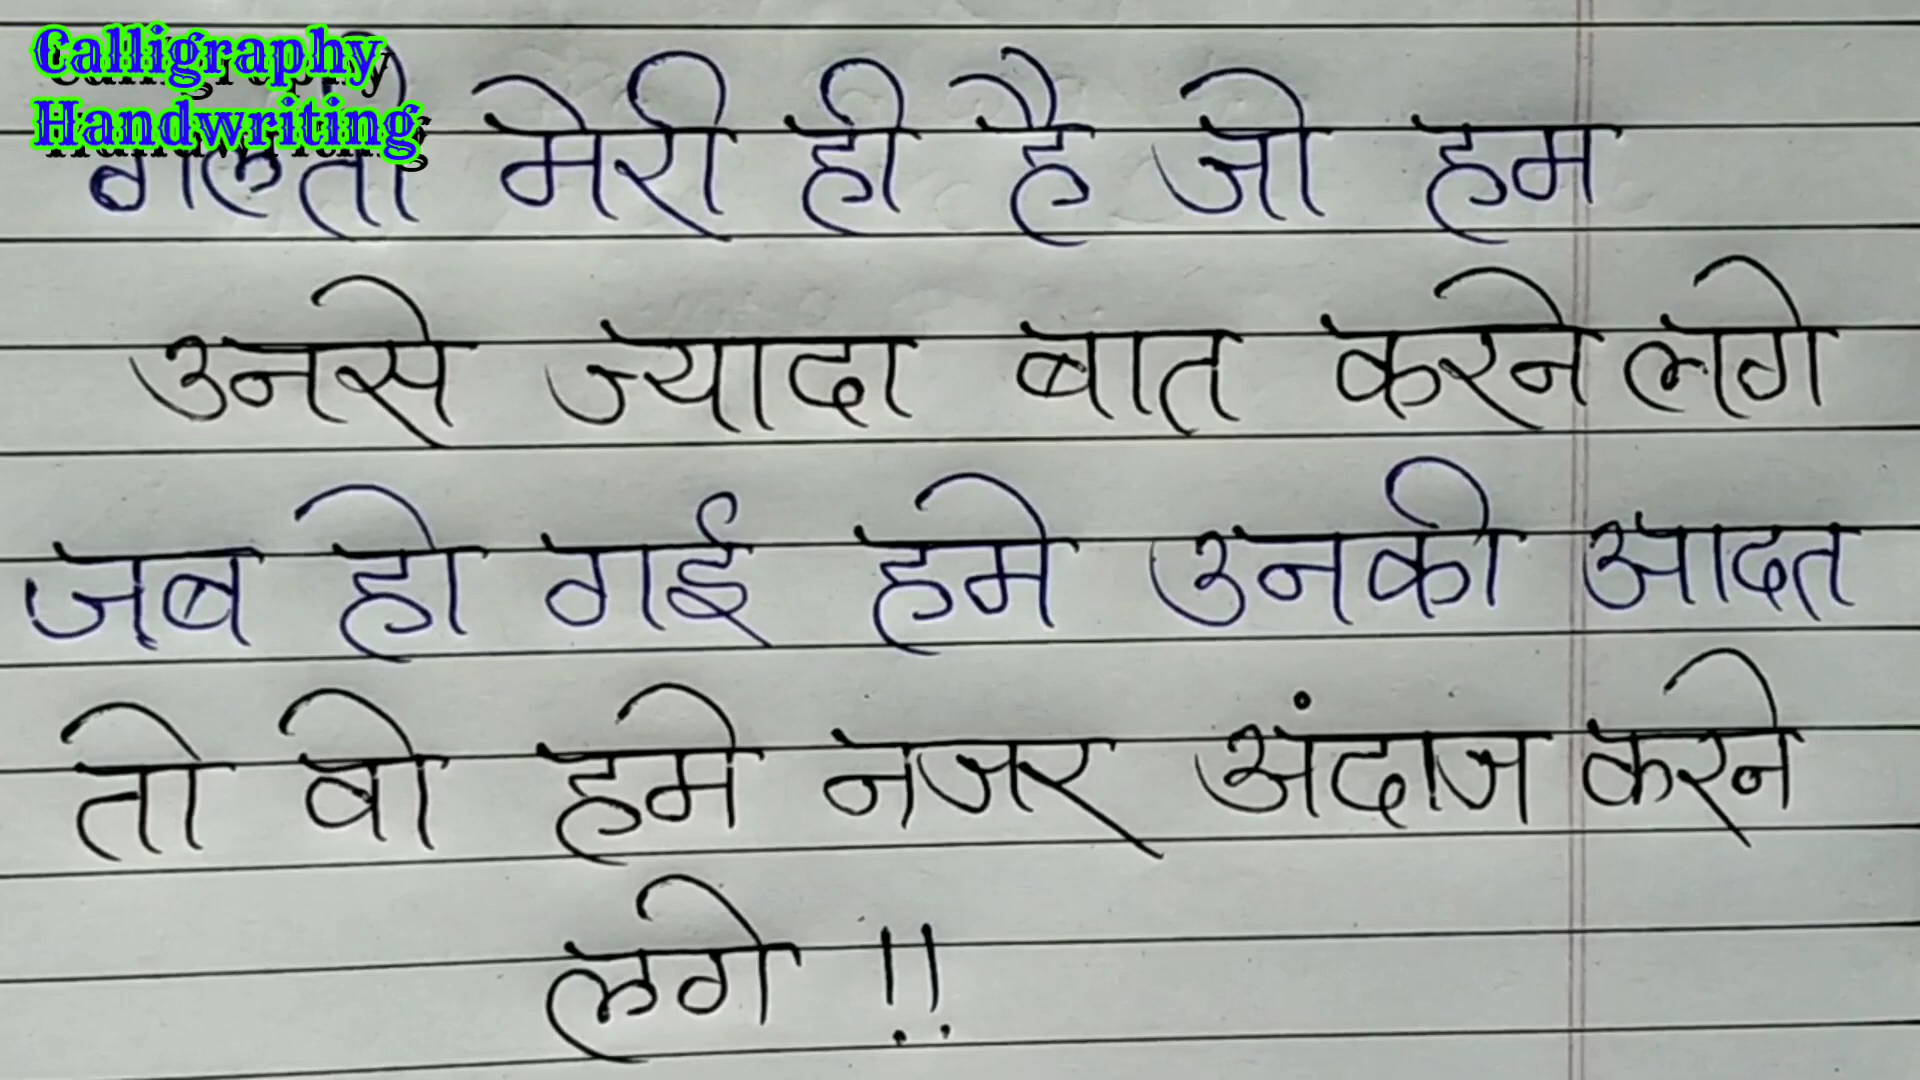 Calligraphy
Handwriting
गलती मेरी ही है जो हम
उनसे ज्यादा बात करने लगे
जब हो गई हमे उनकी आदत
तो वो हमे नजर अंदाज करने
लगे !!